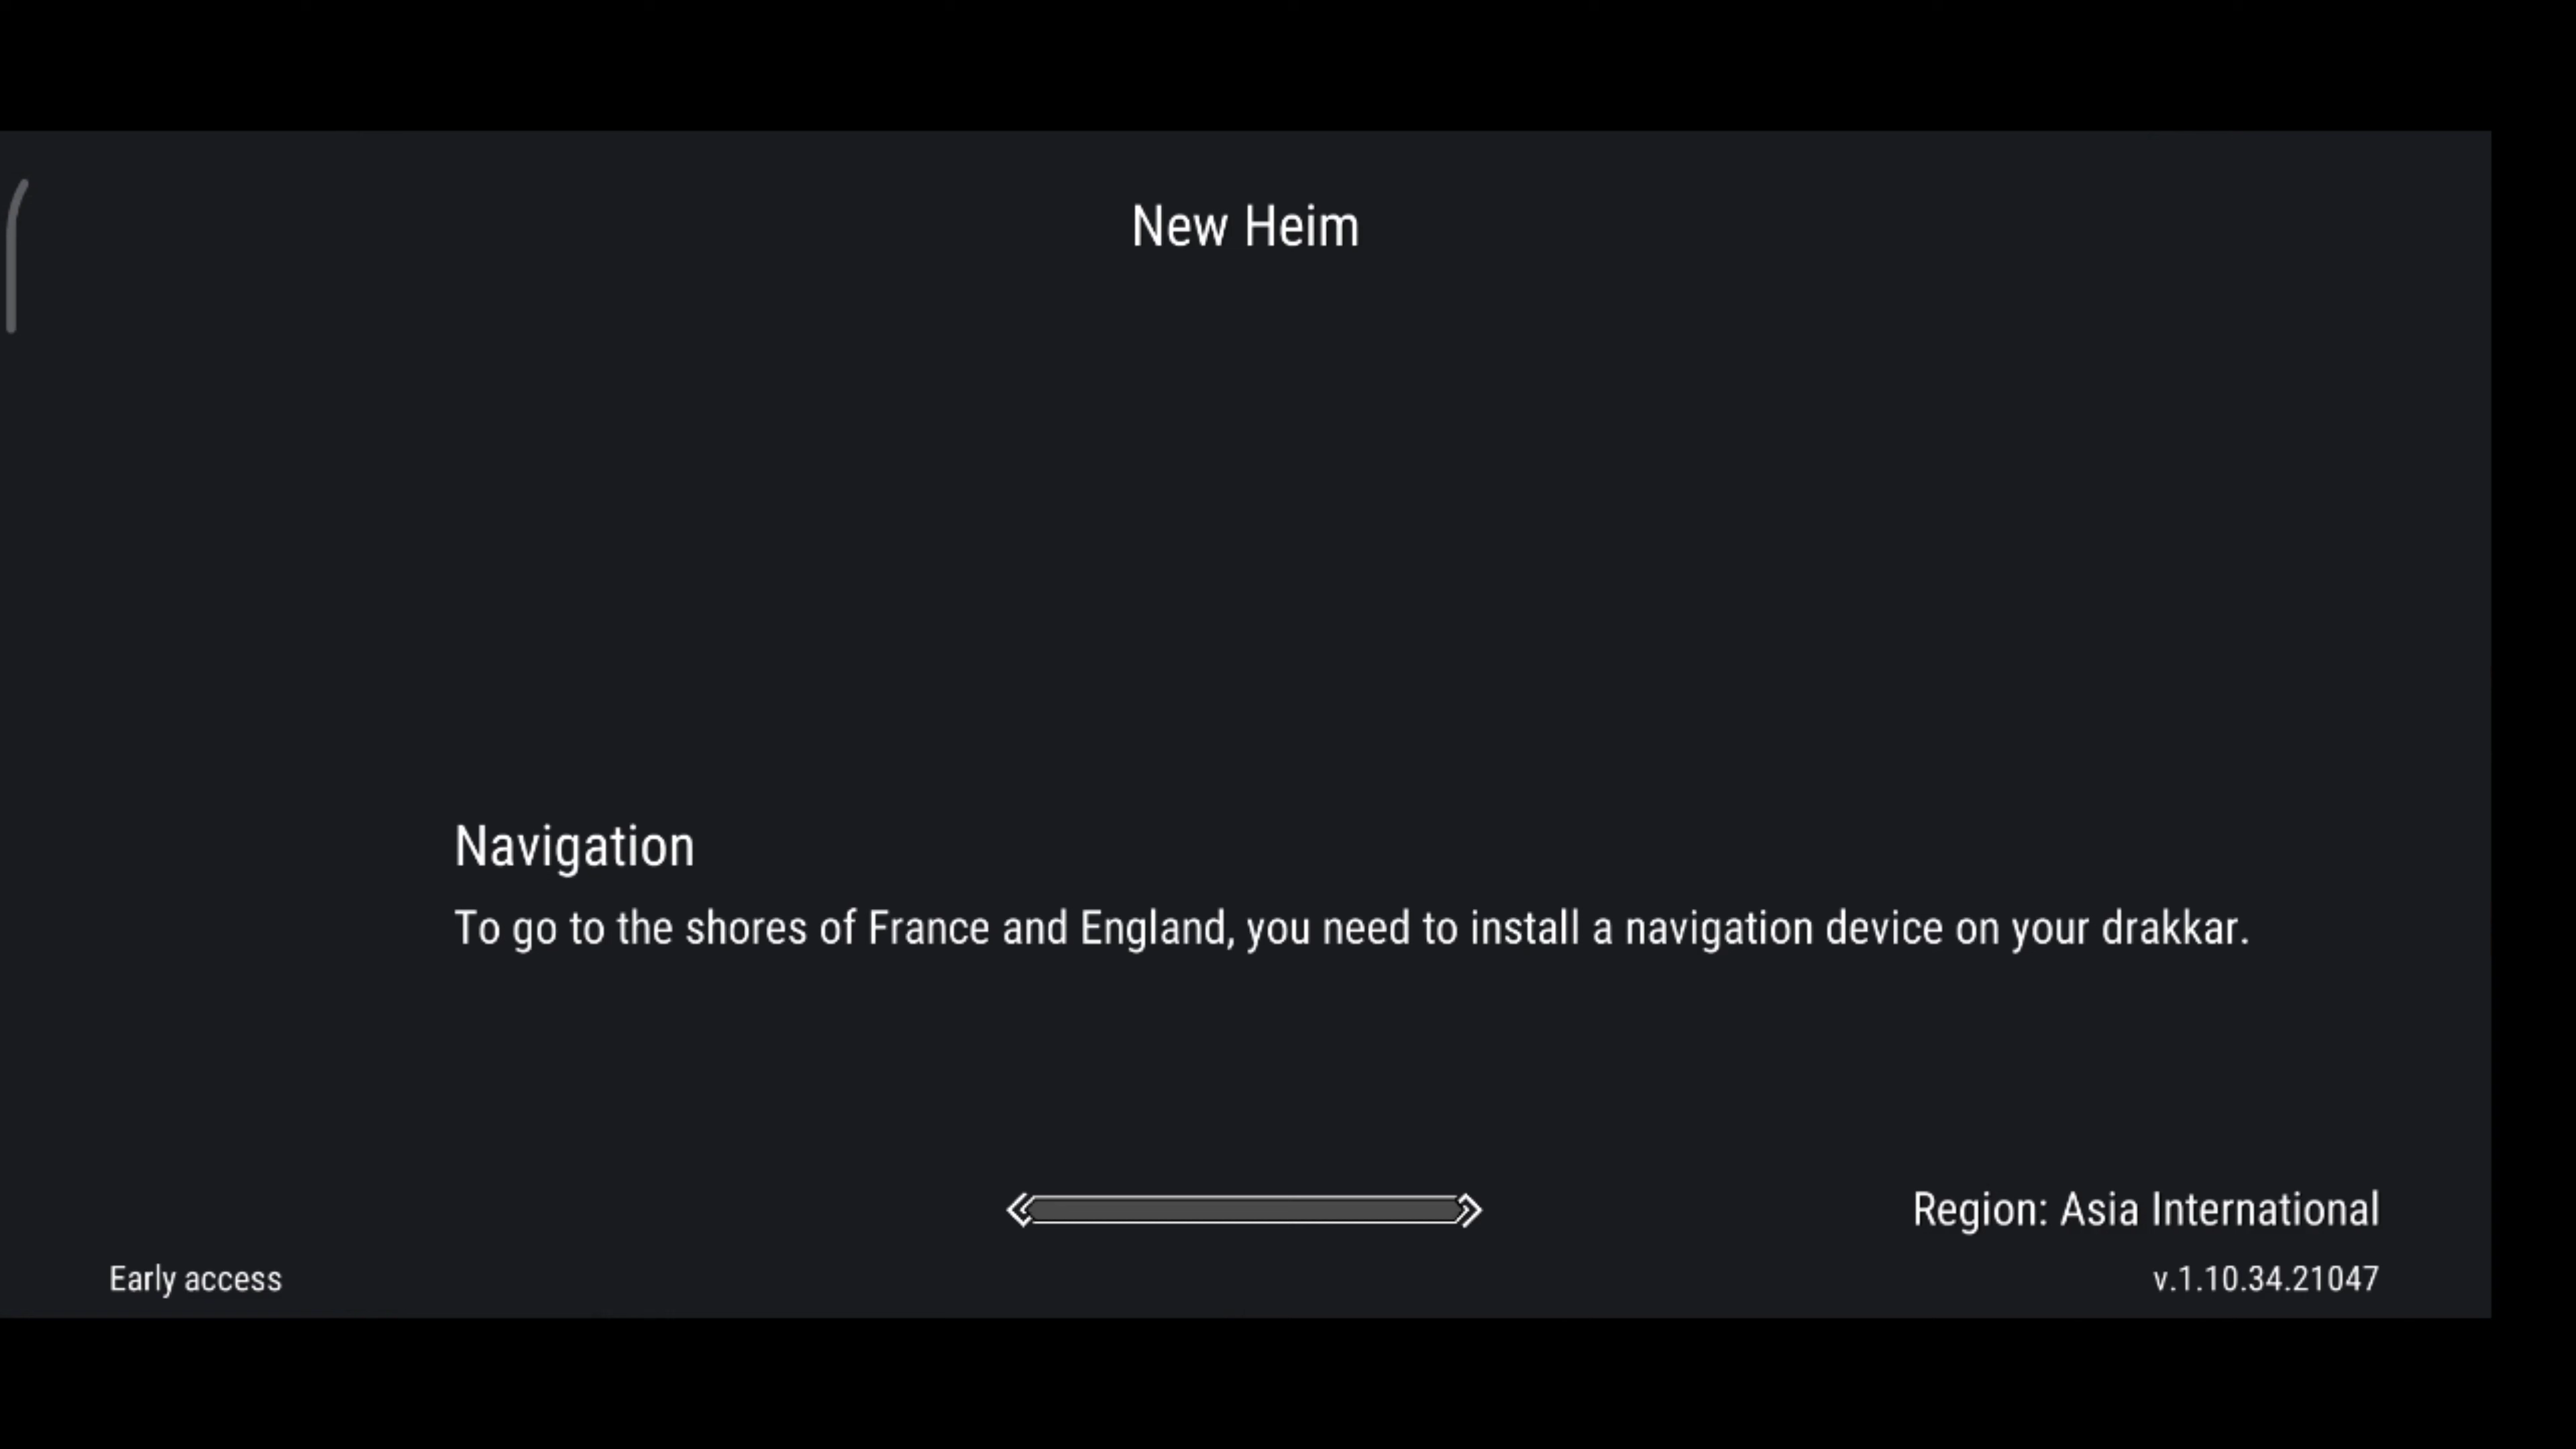 New Heim
Navigation
To go to the shores of France and England, you need to install a navigation device on your drakkar.
Region: Asia International
Early access
v.1.10.34.21047